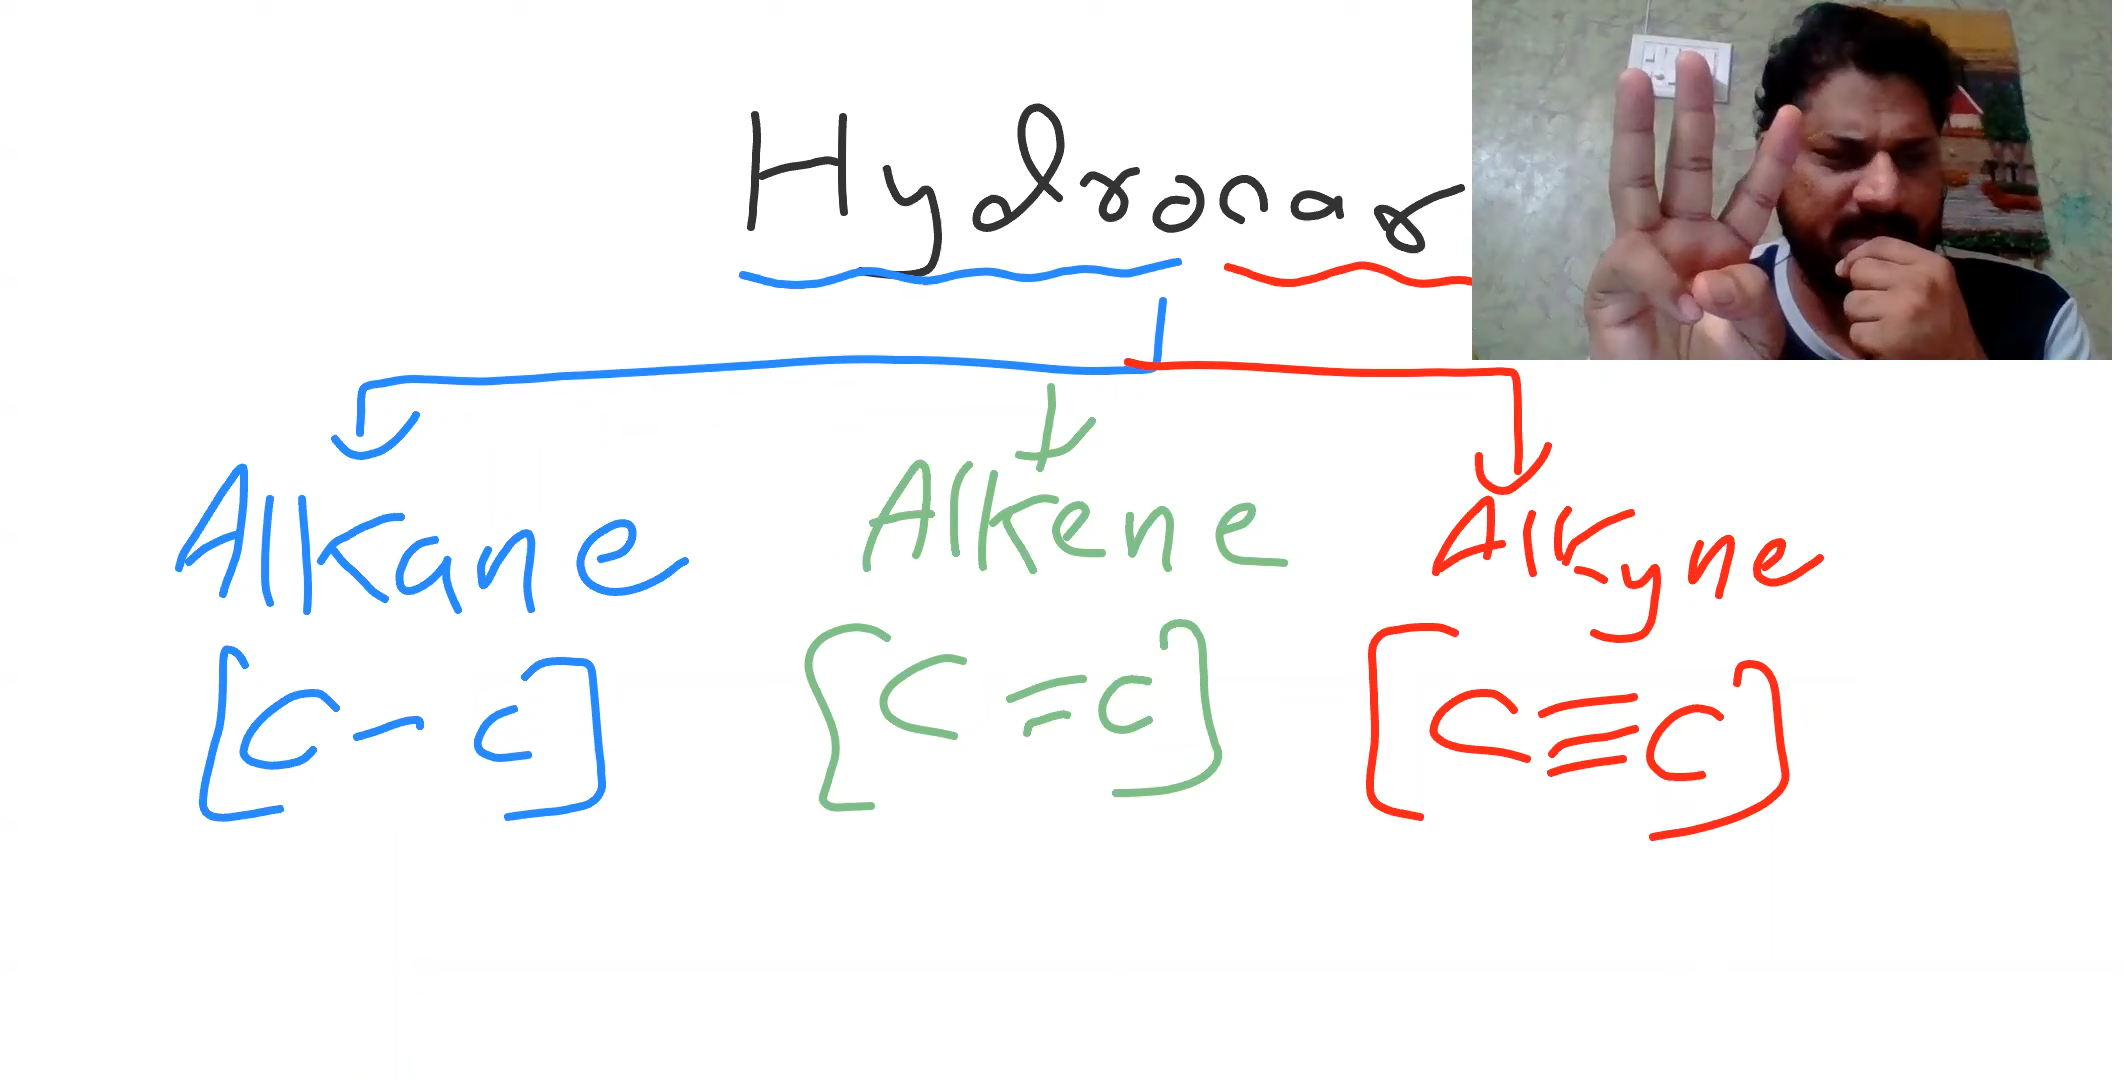 Hydrocar
Alkane Alkene Alkyne
[C-C] [C=C] [C≡C]